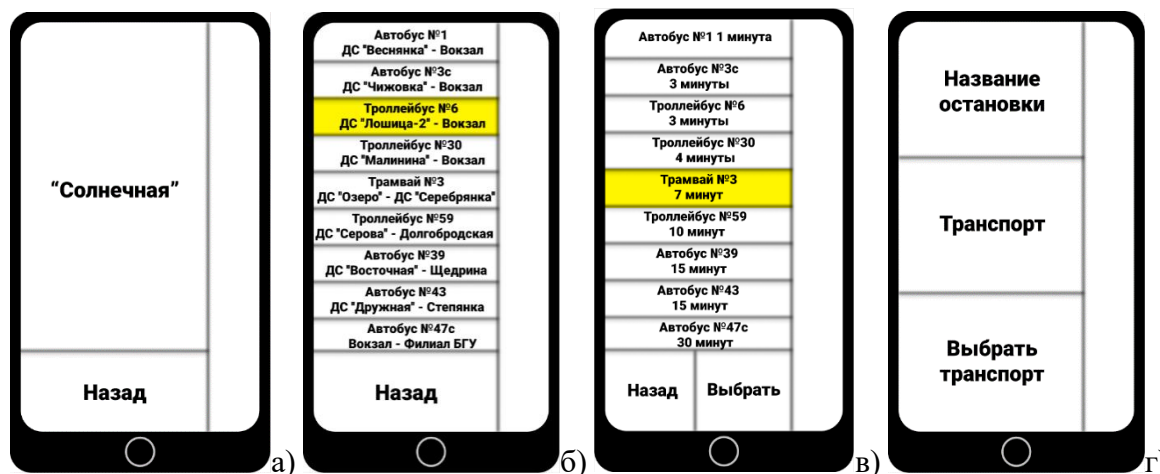 “Солнечная”
Назад
а)
Автобус №1
ДС "Веснянка" - Вокзал
Автобус №3с
ДС "Чижовка" - Вокзал
Троллейбус №6
ДС "Лошица-2" - Вокзал
Троллейбус №30
ДС "Малинина" - Вокзал
Трамвай №3
ДС "Озеро" - ДС "Серебрянка"
Троллейбус №59
ДС "Серова" - Долгобродская
Автобус №39
ДС "Восточная" - Щедрина
Автобус №43
ДС "Дружная" - Степянка
Автобус №47с
Вокзал - Филиал БГУ
Назад
б)
Автобус №1 1 минута
Автобус №3с
3 минуты
Троллейбус №6
3 минуты
Троллейбус №30
4 минуты
Трамвай №3
7 минут
Троллейбус №59
10 минут
Автобус №39
15 минут
Автобус №43
15 минут
Автобус №47с
30 минут
Назад
Выбрать
в)
Название
остановки
Транспорт
Выбрать
транспорт
г)